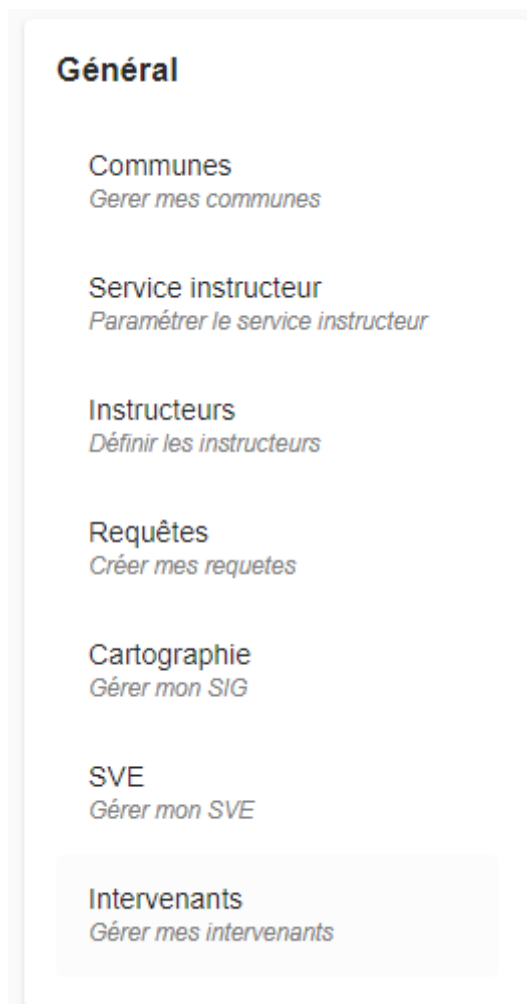 Général
Communes
Gerer mes communes
Service instructeur
Paramétrer le service instructeur
Instructeurs
Définir les instructeurs
Requêtes
Créer mes requetes
Cartographie
Gérer mon SIG
SVE
Gérer mon SVE
Intervenants
Gérer mes intervenants